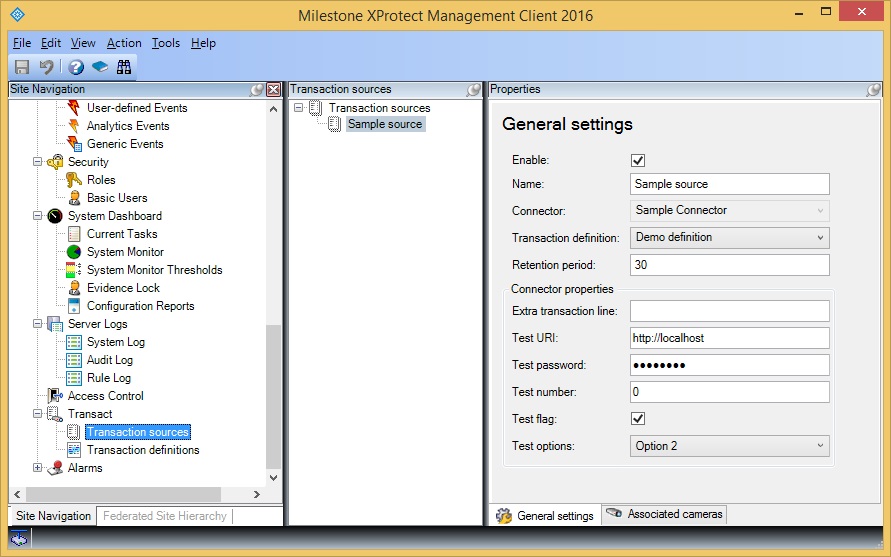 Milestone XProtect Management Client 2016
File Edit View Action Tools Help
Site Navigation
User-defined Events
Analytics Events
Generic Events
Security
Roles
Basic Users
System Dashboard
Current Tasks
System Monitor
System Monitor Thresholds
Evidence Lock
Configuration Reports
Server Logs
System Log
Audit Log
Rule Log
Access Control
Transact
Transaction sources
Transaction definitions
Alarms
Site Navigation Federated Site Hierarchy
Transaction sources
Transaction sources
Sample source
Properties
General settings
Enable:
Name: Sample source
Connector: Sample Connector
Transaction definition: Demo definition
Retention period: 30
Connector properties
Extra transaction line:
Test URI: http://localhost
Test password: ●●●●●●●●
Test number: 0
Test flag:
Test options: Option 2
General settings Associated cameras